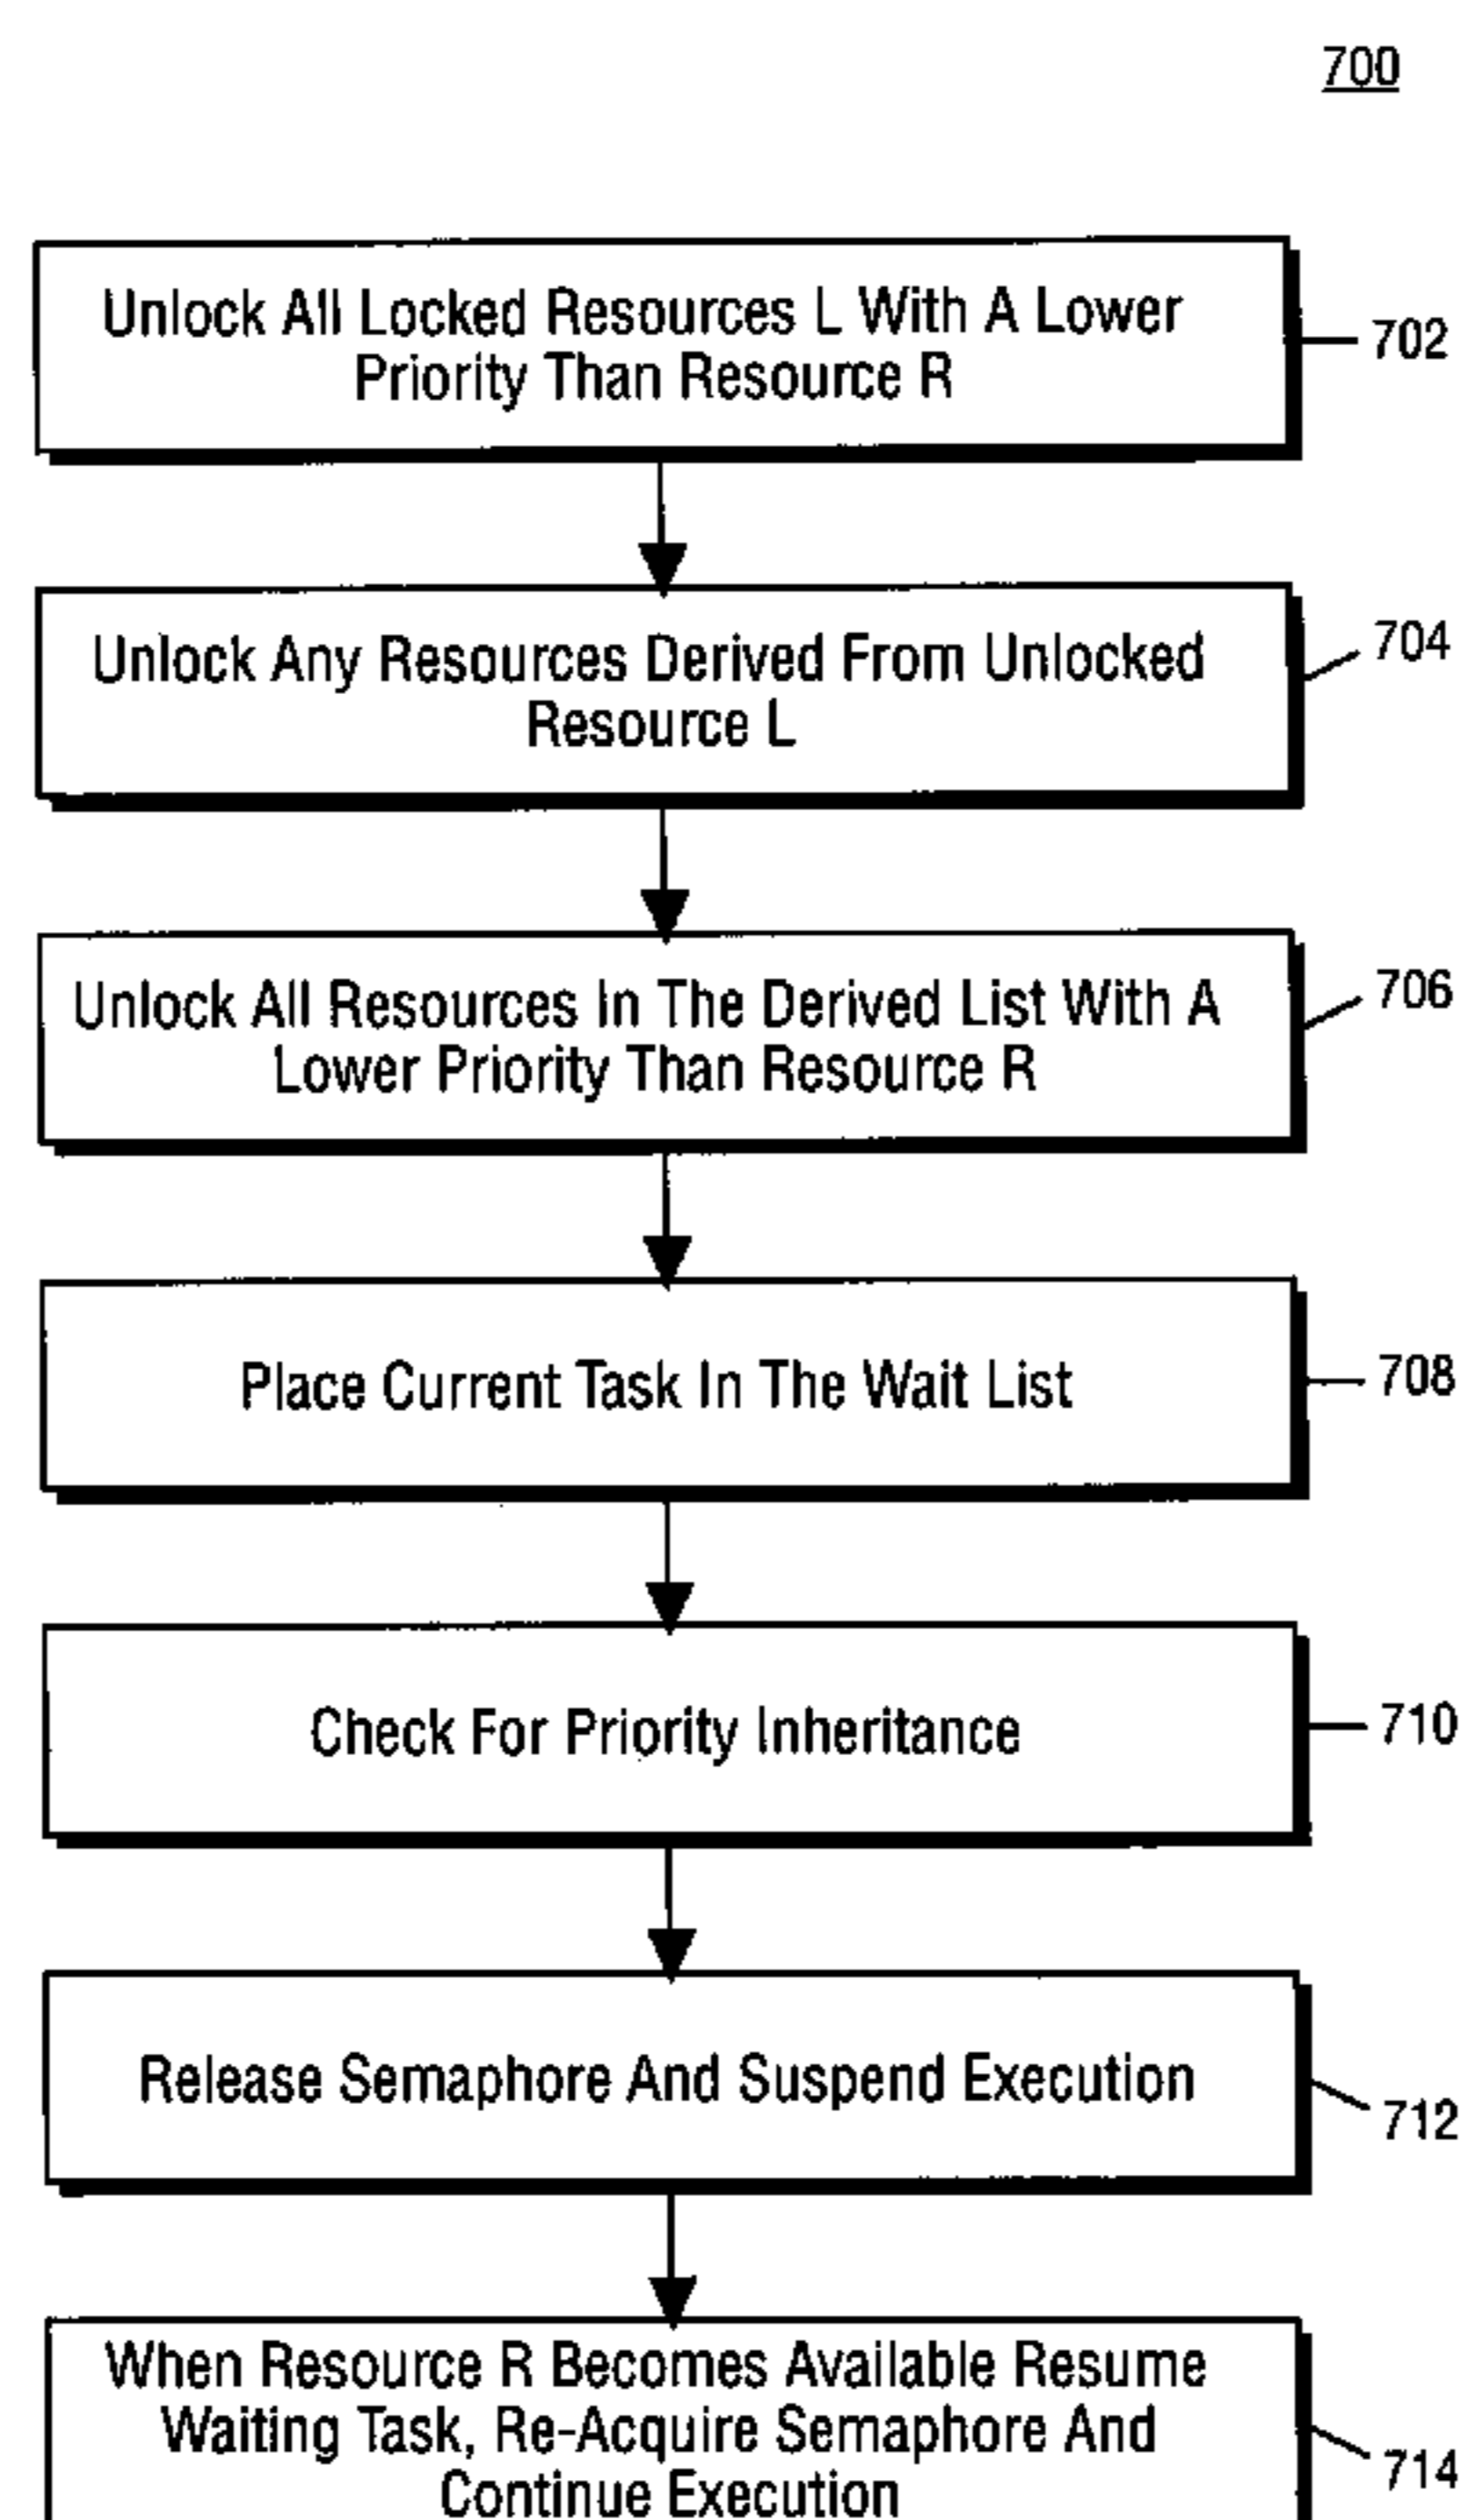 700
Unlock All Locked Resources L With A Lower
Priority Than Resource R
702
Unlock Any Resources Derived From Unlocked
Resource L
704
Unlock All Resources In The Derived List With A
Lower Priority Than Resource R
706
Place Current Task In The Wait List
708
Check For Priority Inheritance
710
Release Semaphore And Suspend Execution
712
When Resource R Becomes Available Resume
Waiting Task, Re-Acquire Semaphore And
Continue Execution
714